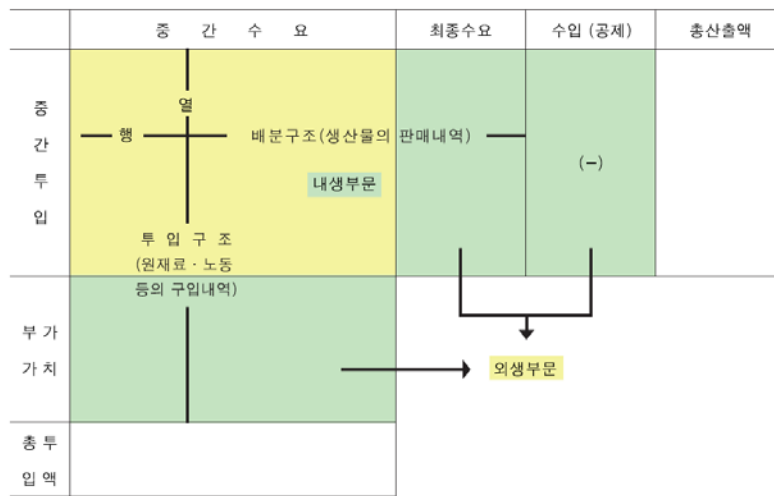 중 간 수 요 최종수요 수입 (공제) 총산출액
중
간
투
입
열
행
배분구조(생산물의 판매내역)
(−)
내생부문
투 입 구 조
(원재료 · 노동
등의 구입내역)
부 가
가 치
외생부문
총 투
입 액